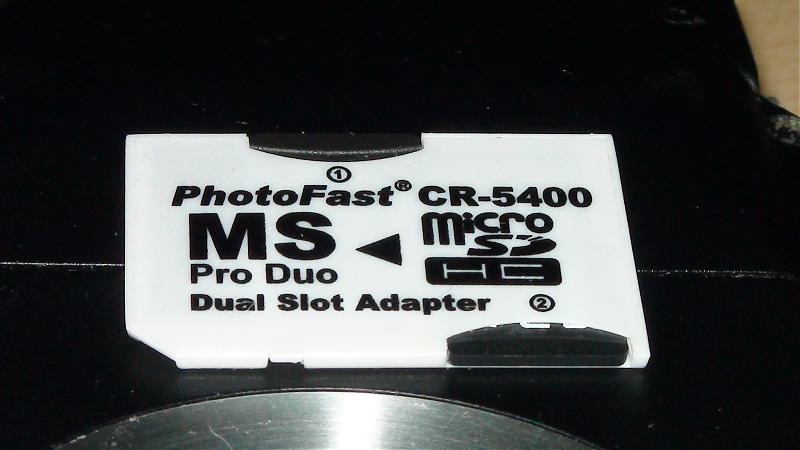 ①
PhotoFast® CR-5400
MS
micro
SD
HC
Pro Duo
Dual Slot Adapter ②